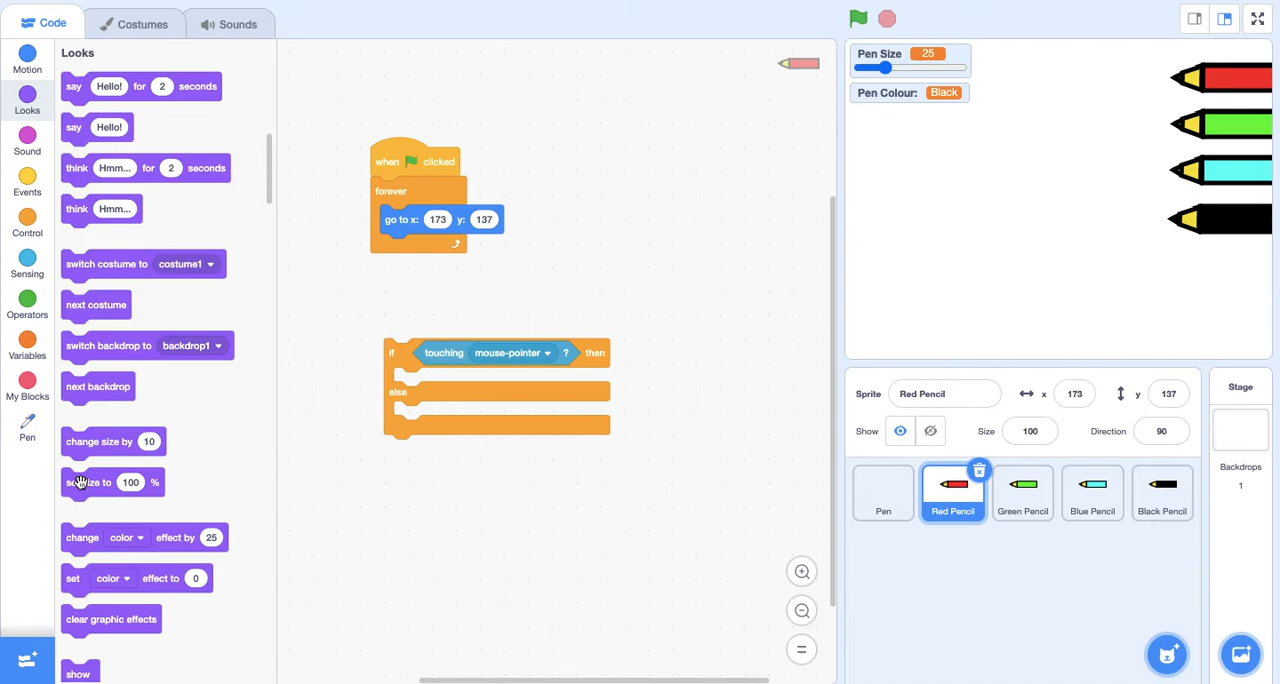 Code
Costumes
Sounds
Motion
Looks
Sound
Events
Control
Sensing
Operators
Variables
My Blocks
Pen
Looks
say Hello! for 2 seconds
say Hello!
think Hmm... for 2 seconds
think Hmm...
switch costume to costume1
next costume
switch backdrop to backdrop1
next backdrop
change size by 10
set size to 100 %
change color effect by 25
set color effect to 0
clear graphic effects
show
when clicked
forever
go to x: 173 y: 137
if touching mouse-pointer ? then
else
Pen Size 25
Pen Colour: Black
Sprite Red Pencil x 173 y 137
Show Size 100 Direction 90
Pen
Red Pencil
Green Pencil
Blue Pencil
Black Pencil
Stage
Backdrops
1